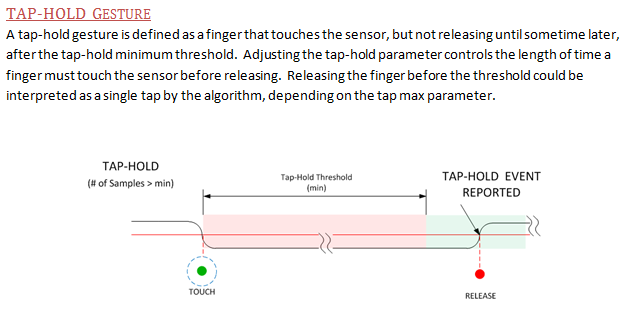 TAP-HOLD GESTURE
A tap-hold gesture is defined as a finger that touches the sensor, but not releasing until sometime later,
after the tap-hold minimum threshold. Adjusting the tap-hold parameter controls the length of time a
finger must touch the sensor before releasing. Releasing the finger before the threshold could be
interpreted as a single tap by the algorithm, depending on the tap max parameter.
TAP-HOLD
(# of Samples > min)
Tap-Hold Threshold
(min)
TAP-HOLD EVENT
REPORTED
TOUCH
RELEASE